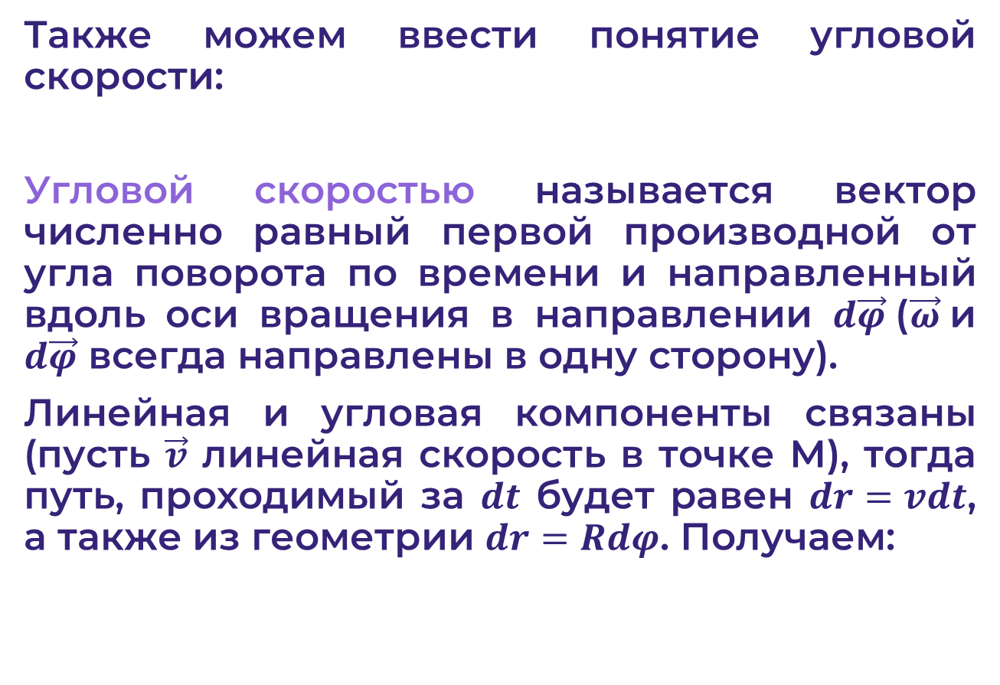 Также можем ввести понятие угловой
скорости:
Угловой скоростью называется вектор
численно равный первой производной от
угла поворота по времени и направленный
вдоль оси вращения в направлении $d\vec{\varphi}$ ($\vec{\omega}$ и
$d\vec{\varphi}$ всегда направлены в одну сторону).
Линейная и угловая компоненты связаны
(пусть $\vec{v}$ линейная скорость в точке М), тогда
путь, проходимый за $dt$ будет равен $dr = vdt$,
а также из геометрии $dr = Rd\varphi$. Получаем: